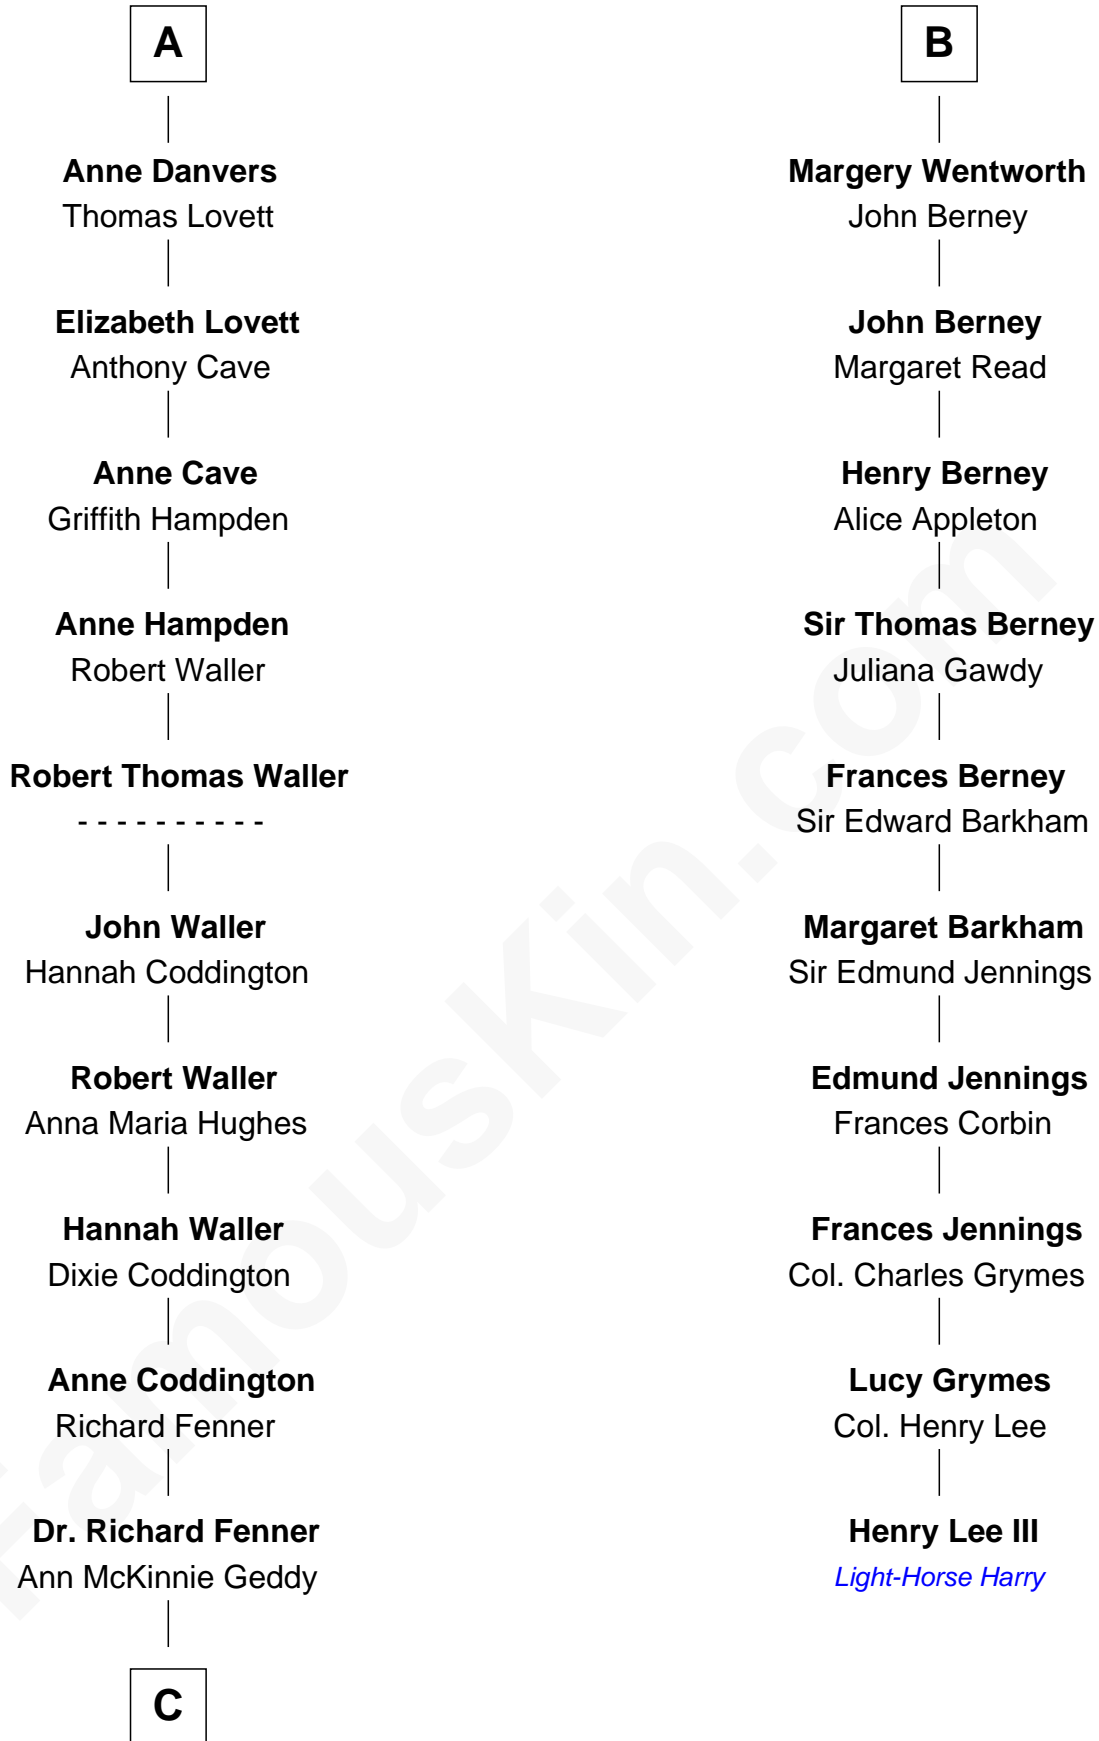 A
Anne Danvers
Thomas Lovett
Elizabeth Lovett
Anthony Cave
Anne Cave
Griffith Hampden
Anne Hampden
Robert Waller
Robert Thomas Waller
- - - - - - - - - -
John Waller
Hannah Coddington
Robert Waller
Anna Maria Hughes
Hannah Waller
Dixie Coddington
Anne Coddington
Richard Fenner
Dr. Richard Fenner
Ann McKinnie Geddy
C
B
Margery Wentworth
John Berney
John Berney
Margaret Read
Henry Berney
Alice Appleton
Sir Thomas Berney
Juliana Gawdy
Frances Berney
Sir Edward Barkham
Margaret Barkham
Sir Edmund Jennings
Edmund Jennings
Frances Corbin
Frances Jennings
Col. Charles Grymes
Lucy Grymes
Col. Henry Lee
Henry Lee III
Light-Horse Harry
FamousKin.com